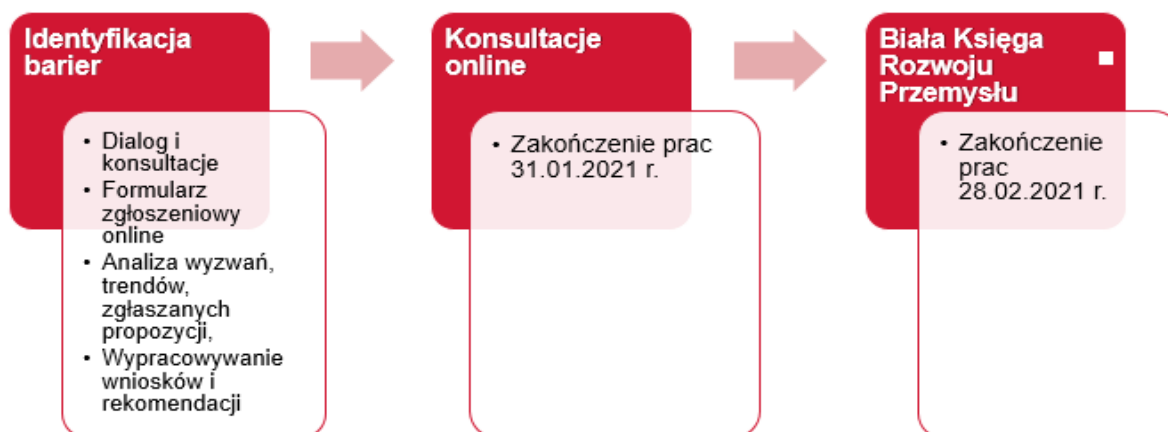 Identyfikacja
barier
• Dialog i
konsultacje
• Formularz
zgłoszeniowy
online
• Analiza wyzwań,
trendów,
zgłaszanych
propozycji,
• Wypracowywanie
wniosków i
rekomendacji
Konsultacje
online
• Zakończenie prac
31.01.2021 r.
Biała Księga
Rozwoju
Przemysłu
• Zakończenie
prac
28.02.2021 r.